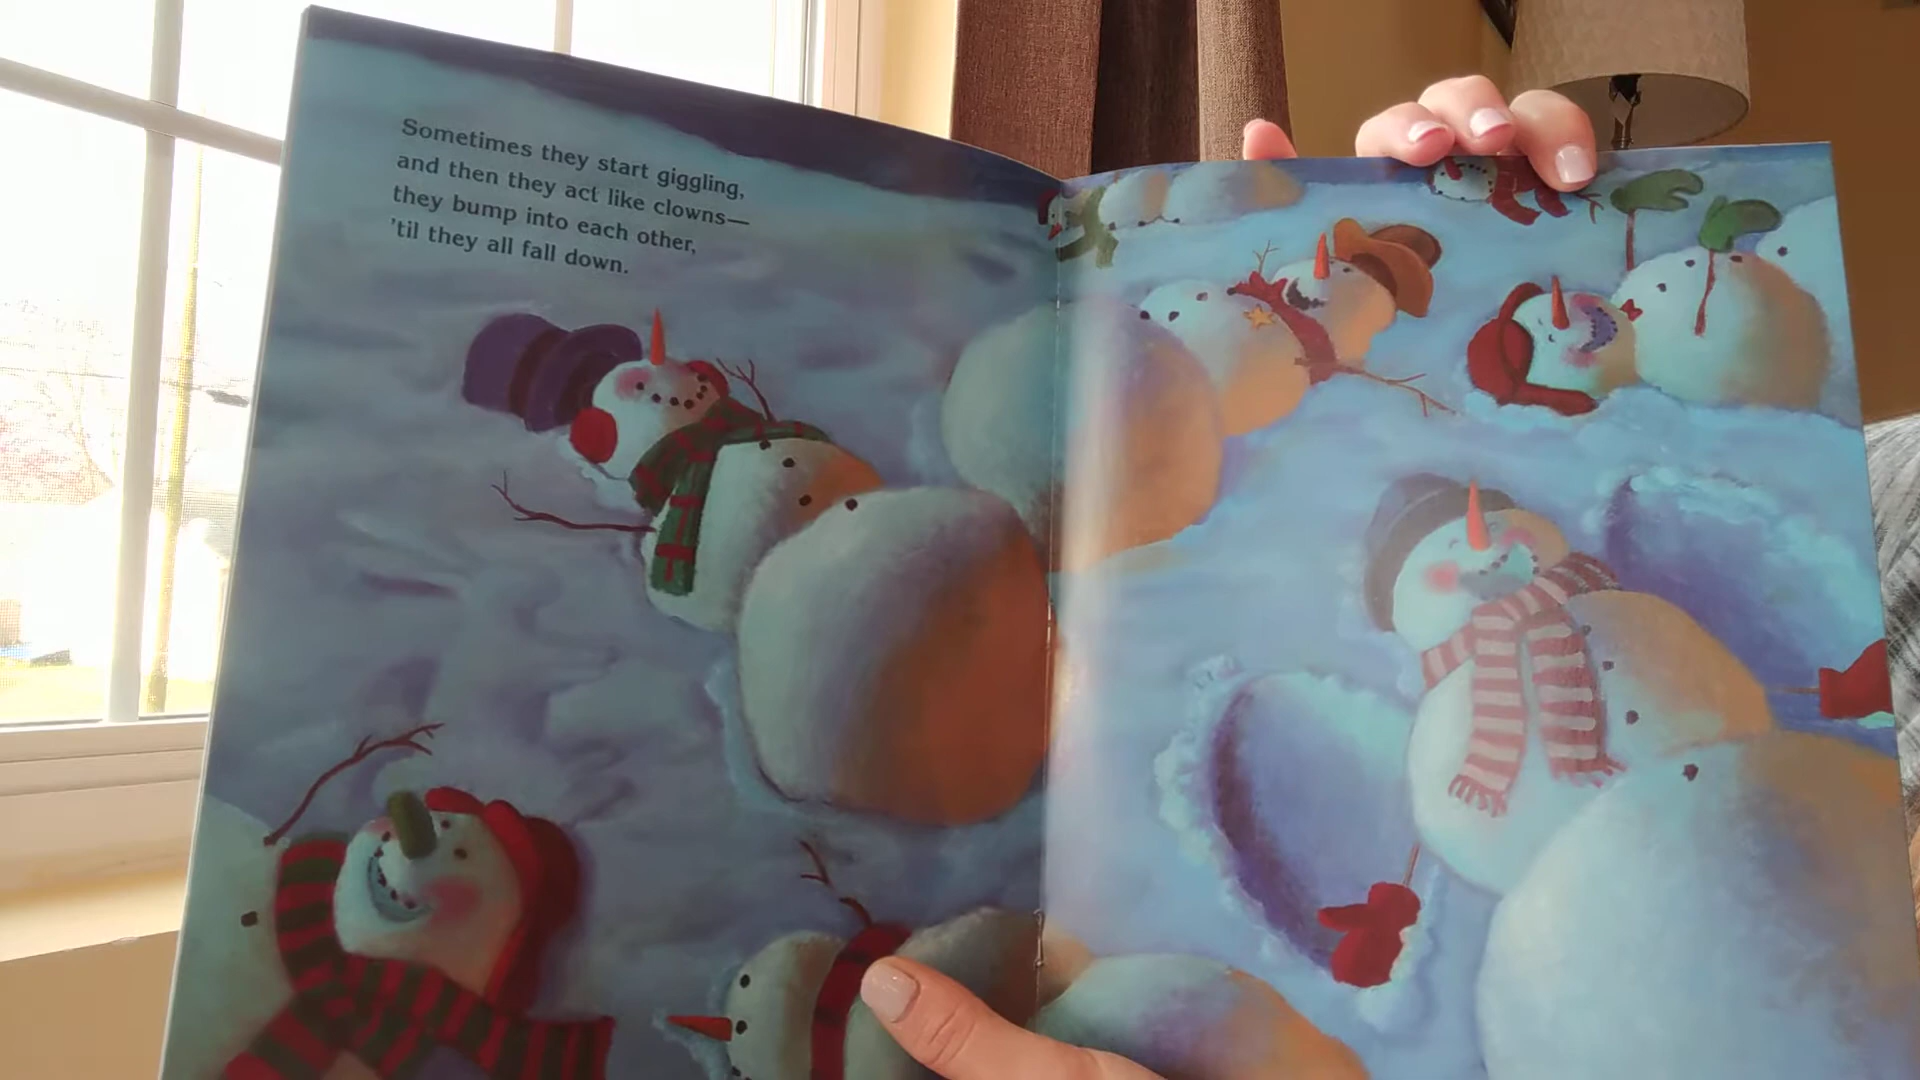 Sometimes they start giggling,
and then they act like clowns—
they bump into each other,
'til they all fall down.